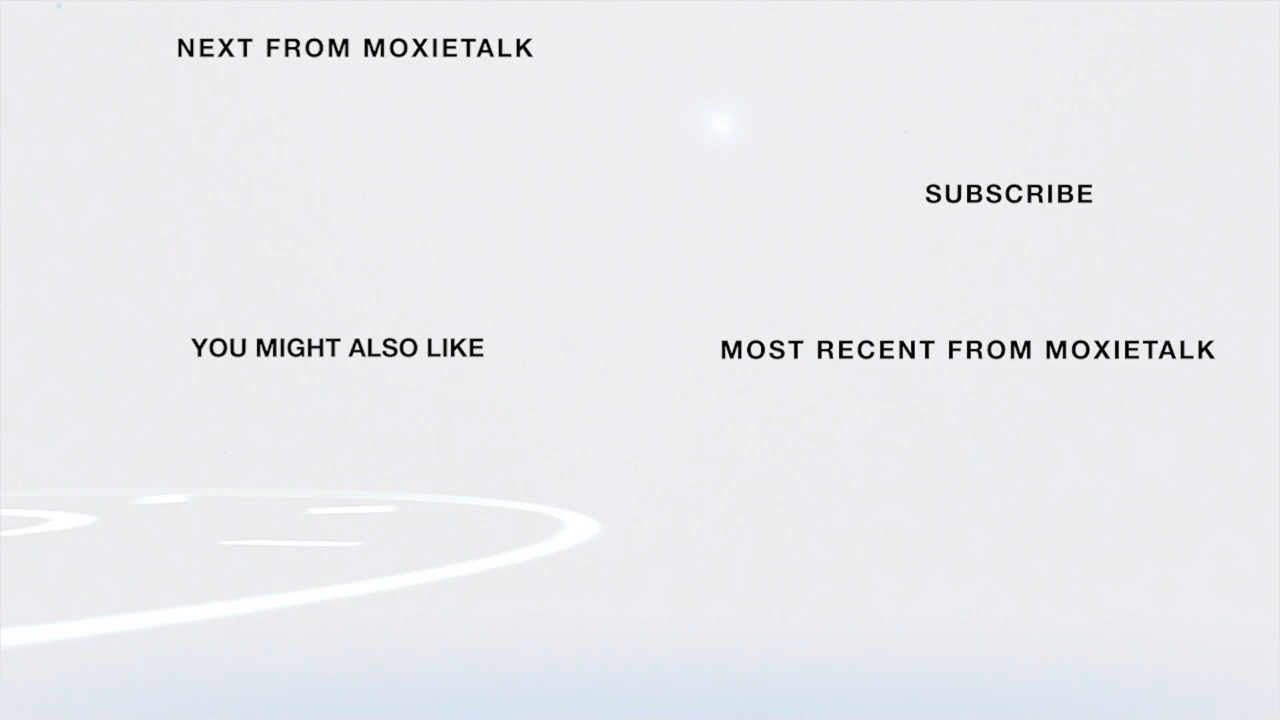 NEXT FROM MOXIETALK
SUBSCRIBE
YOU MIGHT ALSO LIKE
MOST RECENT FROM MOXIETALK